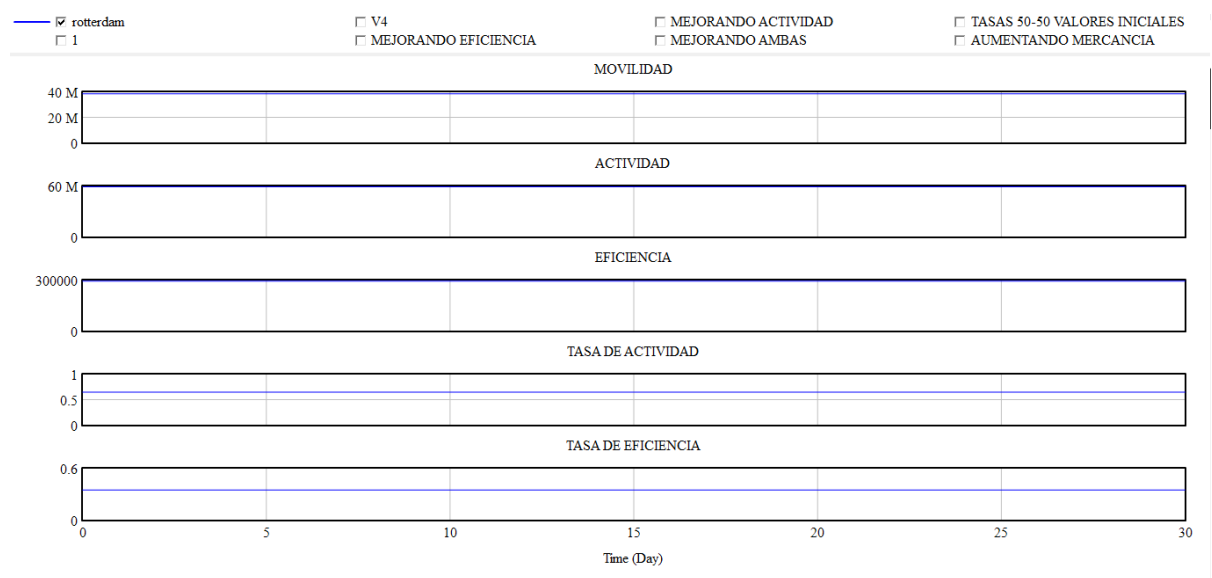 rotterdam V4 MEJORANDO ACTIVIDAD TASAS 50-50 VALORES INICIALES
1 MEJORANDO EFICIENCIA MEJORANDO AMBAS AUMENTANDO MERCANCIA
MOVILIDAD
40 M
20 M
0
ACTIVIDAD
60 M
0
EFICIENCIA
300000
0
TASA DE ACTIVIDAD
1
0.5
0
TASA DE EFICIENCIA
0.6
0
0 5 10 15 20 25 30
Time (Day)